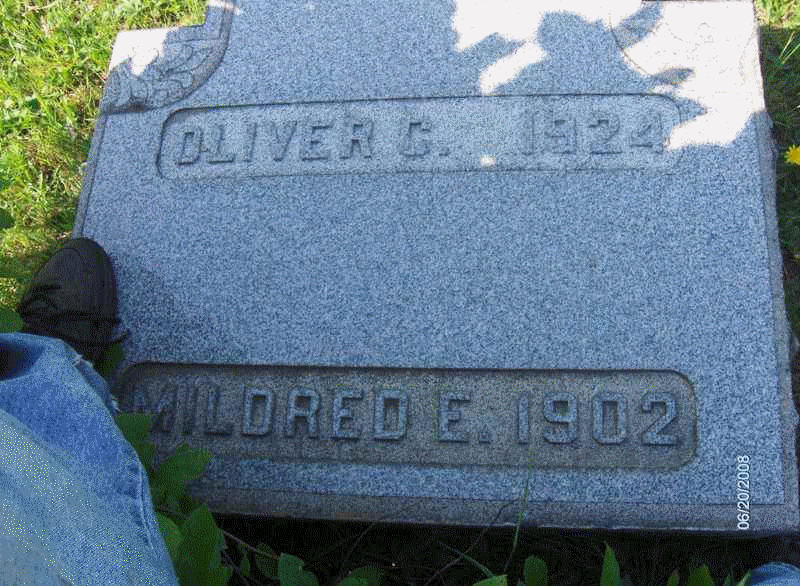 OLIVER C. 1924
MILDRED E. 1902
06/20/2008